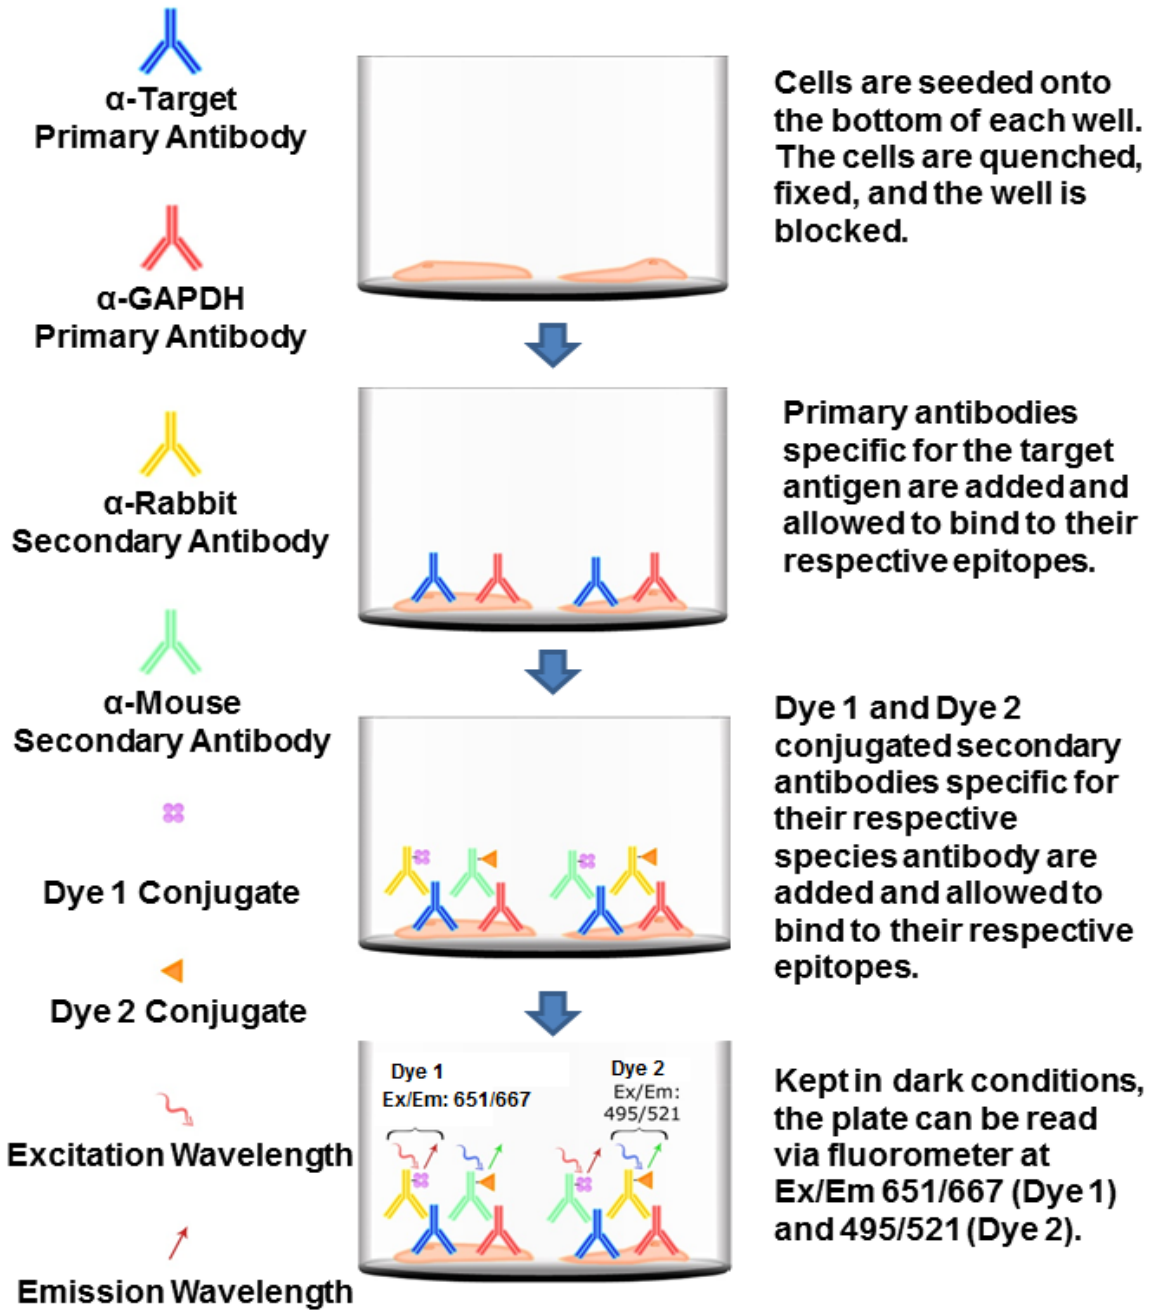 α-Target
Primary Antibody
α-GAPDH
Primary Antibody
α-Rabbit
Secondary Antibody
α-Mouse
Secondary Antibody
Dye 1 Conjugate
Dye 2 Conjugate
Excitation Wavelength
Emission Wavelength
Cells are seeded onto
the bottom of each well.
The cells are quenched,
fixed, and the well is
blocked.
Primary antibodies
specific for the target
antigen are added and
allowed to bind to their
respective epitopes.
Dye 1 and Dye 2
conjugated secondary
antibodies specific for
their respective
species antibody are
added and allowed to
bind to their respective
epitopes.
Dye 1
Ex/Em: 651/667
Dye 2
Ex/Em:
495/521
Kept in dark conditions,
the plate can be read
via fluorometer at
Ex/Em 651/667 (Dye 1)
and 495/521 (Dye 2).